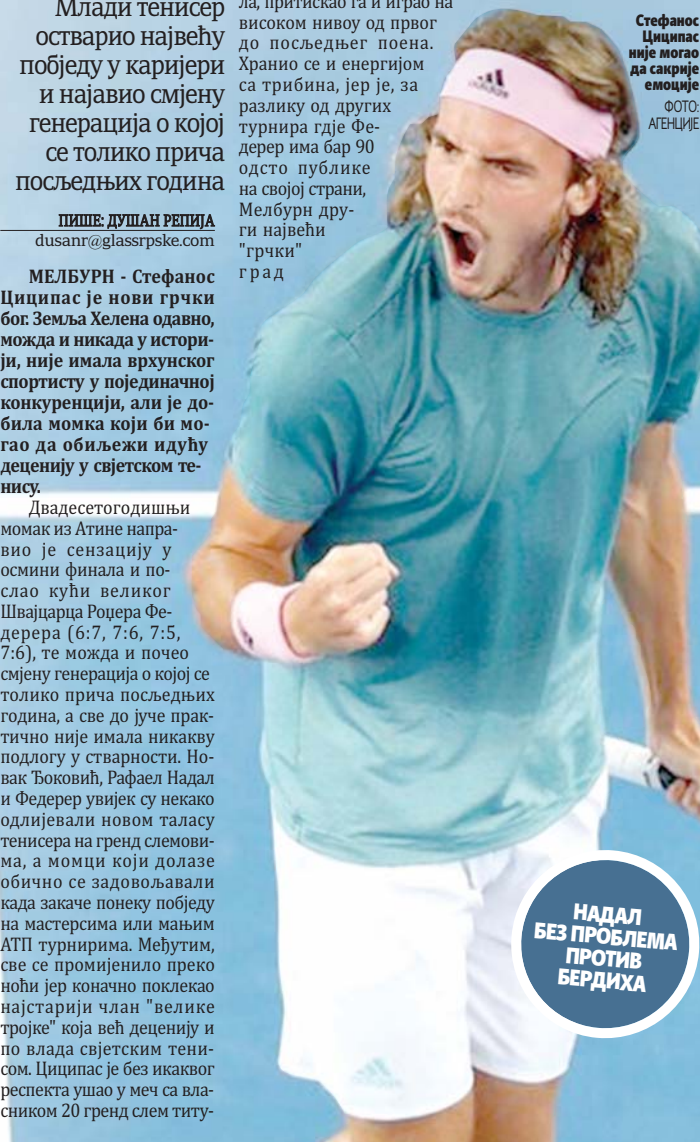 Млади тенисер
остварио највећу
побједу у каријери
и најавио смјену
генерација о којој
се толико прича
посљедњих година
ПИШЕ: ДУШАН РЕПИЈА
dusanr@glassrpske.com
МЕЛБУРН - Стефанос
Циципас је нови грчки
бог. Земља Хелена одавно,
можда и никада у истори-
ји, није имала врхунског
спортисту у појединачној
конкуренцији, али је до-
била момка који би мо-
гао да обиљежи идућу
деценију у свјетском те-
нису.
Двадесетогодишњи
момак из Атине напра-
вио је сензацију у
осмини финала и по-
слао кући великог
Швајцарца Роџера Фе-
дерера (6:7, 7:6, 7:5,
7:6), те можда и почео
смјену генерација о којој се
толико прича посљедњих
година, а све до јуче прак-
тично није имала никакву
подлогу у стварности. Но-
вак Ђоковић, Рафаел Надал
и Федерер увијек су некако
одлијевали новом таласу
тенисера на гренд слемови-
ма, а момци који долазе
обично се задовољавали
када закаче понеку побједу
на мастерсима или мањим
АТП турнирима. Међутим,
све се промијенило преко
ноћи јер коначно поклекао
најстарији члан "велике
тројке" која већ деценију и
по влада свјетским тени-
сом. Циципас је без икаквог
респекта ушао у меч са вла-
сником 20 гренд слем титу-
ла, притискао га и играо на
високом нивоу од првог
до посљедњег поена.
Хранио се и енергијом
са трибина, јер је, за
разлику од других
турнира гдје Фе-
дерер има бар 90
одсто публике
на својој страни,
Мелбурн дру-
ги највећи
"грчки"
град
Стефанос
Циципас
није могао
да сакрије
емоције
ФОТО:
АГЕНЦИЈЕ
adidas
НАДАЛ
БЕЗ ПРОБЛЕМА
ПРОТИВ
БЕРДИХА